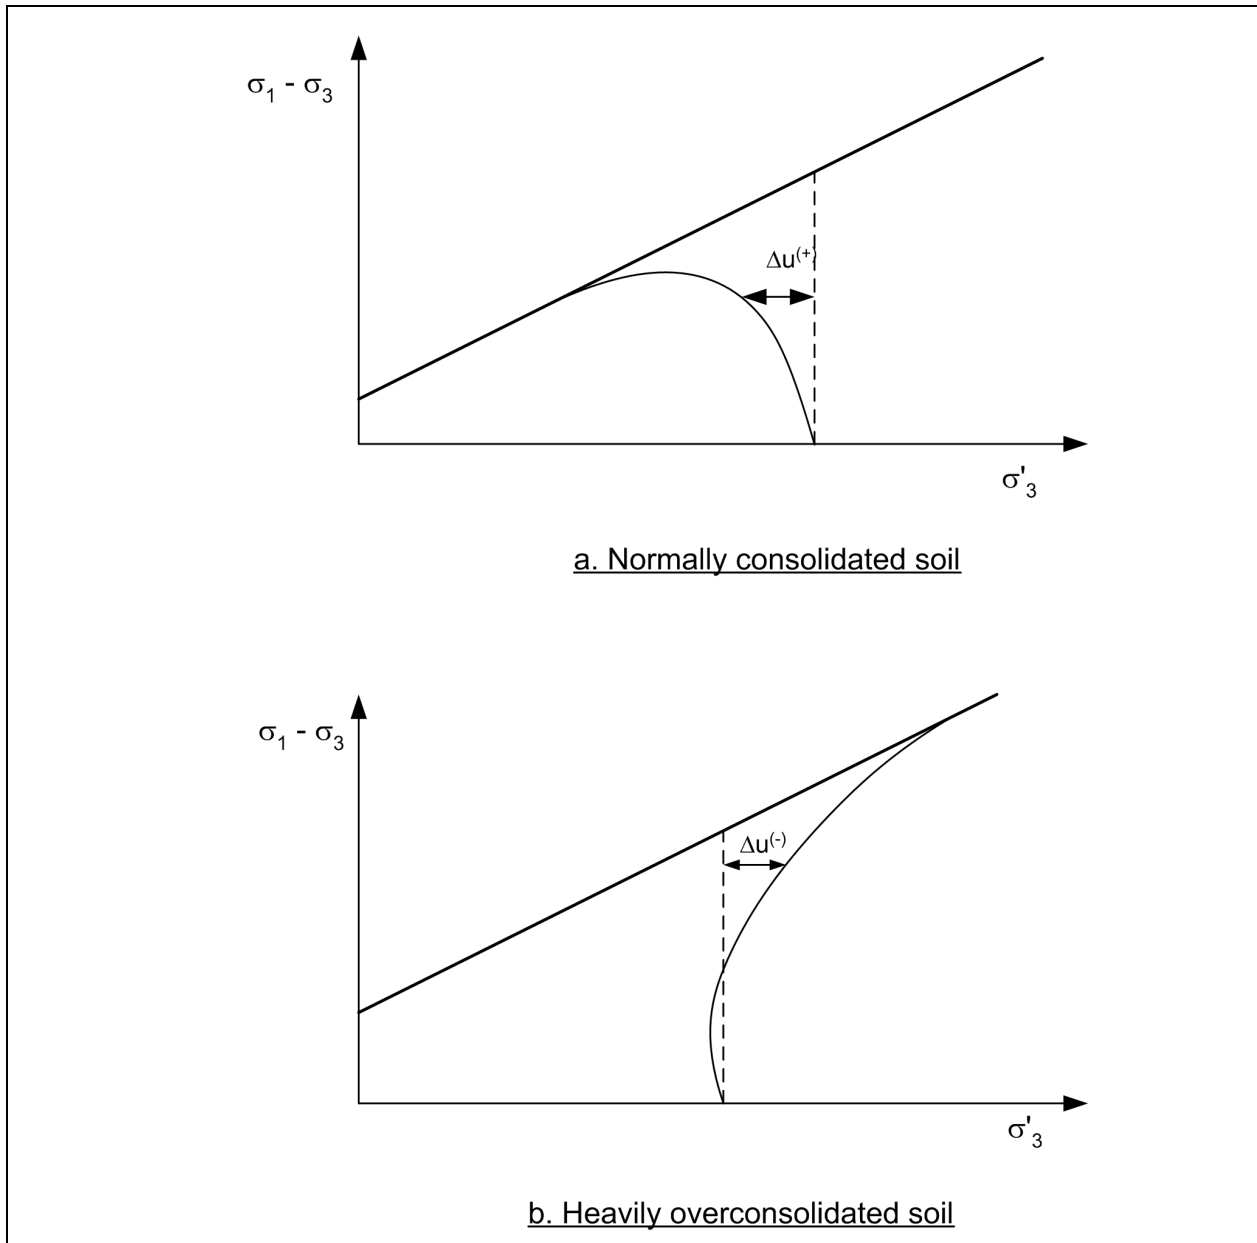 σ₁ - σ₃
Δu⁽⁺⁾
σ'₃
a. Normally consolidated soil
σ₁ - σ₃
Δu⁽⁻⁾
σ'₃
b. Heavily overconsolidated soil